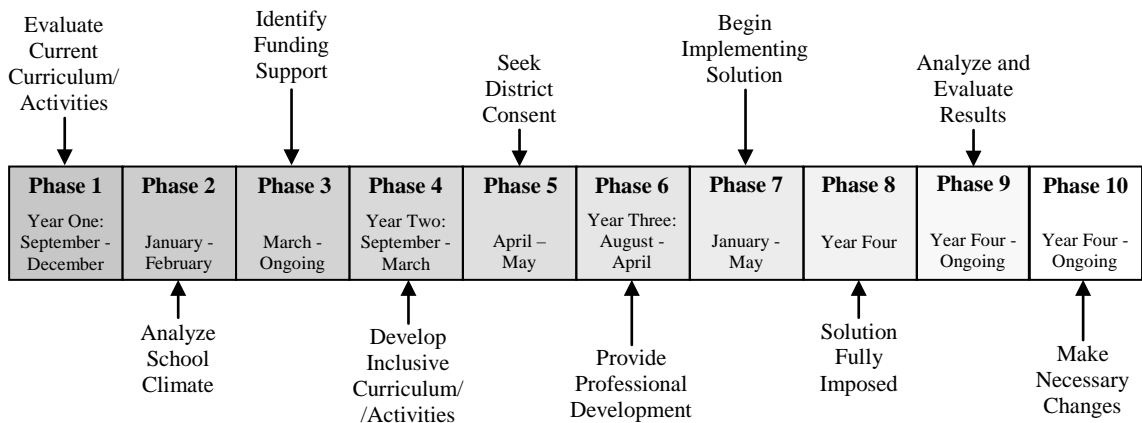 Evaluate
Current
Curriculum/
Activities
Identify
Funding
Support
Seek
District
Consent
Begin
Implementing
Solution
Analyze and
Evaluate
Results
Phase 1
Year One:
September -
December
Phase 2
January -
February
Phase 3
March -
Ongoing
Phase 4
Year Two:
September -
March
Phase 5
April –
May
Phase 6
Year Three:
August -
April
Phase 7
January -
May
Phase 8
Year Four
Phase 9
Year Four -
Ongoing
Phase 10
Year Four -
Ongoing
Analyze
School
Climate
Develop
Inclusive
Curriculum/
/Activities
Provide
Professional
Development
Solution
Fully
Imposed
Make
Necessary
Changes